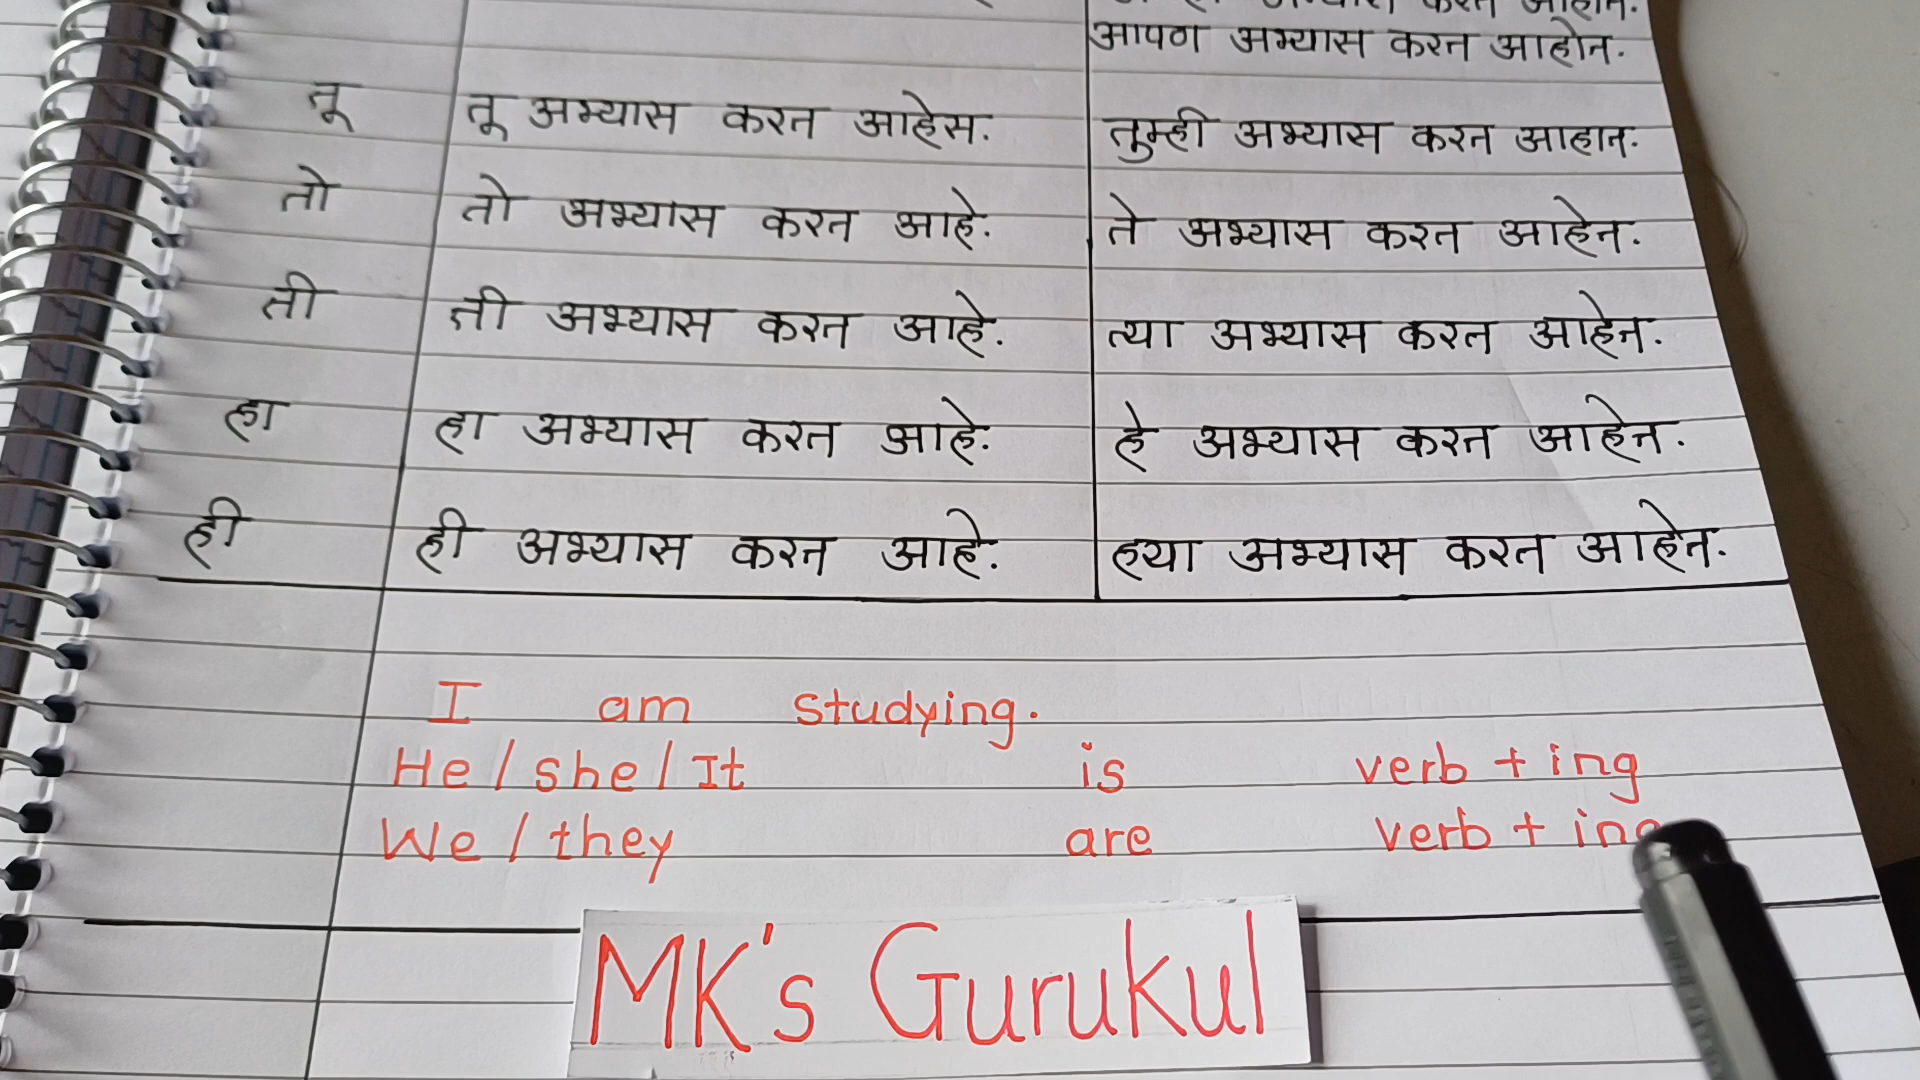 आपण अभ्यास करत आहोत.
तू तू अभ्यास करत आहेस. तुम्ही अभ्यास करत आहात.
तो तो अभ्यास करत आहे. ते अभ्यास करत आहेत.
ती ती अभ्यास करत आहे. त्या अभ्यास करत आहेत.
हा हा अभ्यास करत आहे. हे अभ्यास करत आहेत.
ही ही अभ्यास करत आहे. ह्या अभ्यास करत आहेत.
I am studying.
He / she / It is verb + ing
We / they are verb + ing
MK's Gurukul